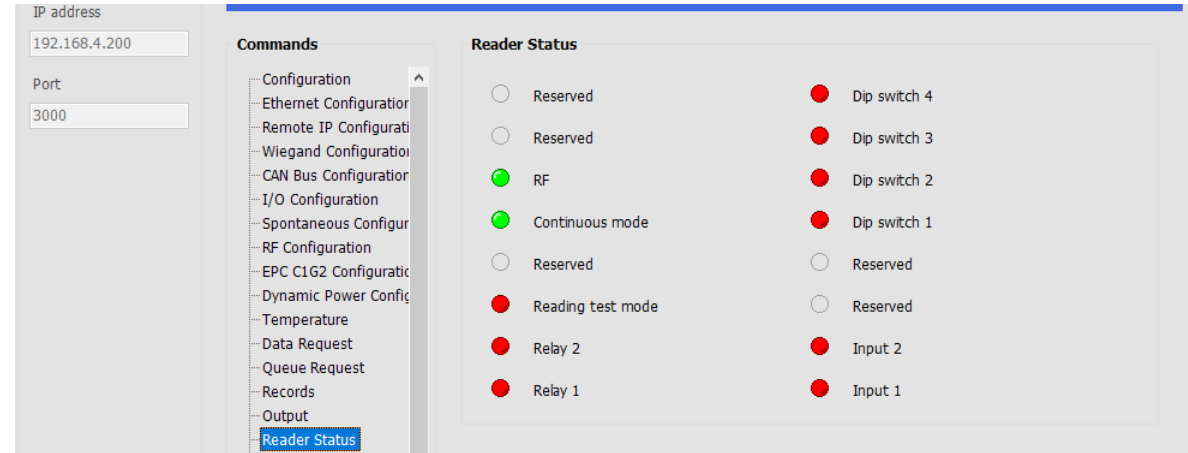 IP address
192.168.4.200
Port
3000
Commands
Configuration
Ethernet Configuration
Remote IP Configurati
Wiegand Configuration
CAN Bus Configuration
I/O Configuration
Spontaneous Configur
RF Configuration
EPC C1G2 Configuratic
Dynamic Power Config
Temperature
Data Request
Queue Request
Records
Output
Reader Status
Reader Status
Reserved
Reserved
RF
Continuous mode
Reserved
Reading test mode
Relay 2
Relay 1
Dip switch 4
Dip switch 3
Dip switch 2
Dip switch 1
Reserved
Reserved
Input 2
Input 1